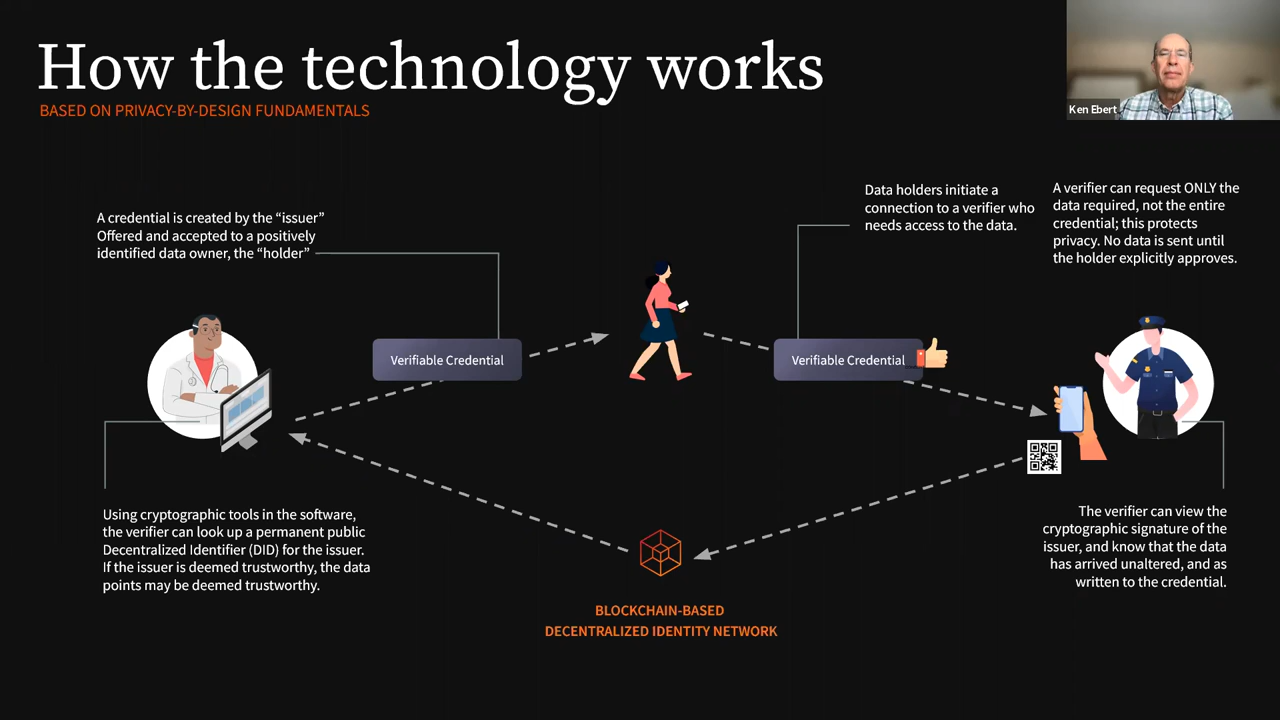 How the technology works
BASED ON PRIVACY-BY-DESIGN FUNDAMENTALS
Ken Ebert
A credential is created by the “issuer”
Offered and accepted to a positively
identified data owner, the “holder”
Data holders initiate a
connection to a verifier who
needs access to the data.
A verifier can request ONLY the
data required, not the entire
credential; this protects
privacy. No data is sent until
the holder explicitly approves.
Verifiable Credential
Verifiable Credential
Using cryptographic tools in the software,
the verifier can look up a permanent public
Decentralized Identifier (DID) for the issuer.
If the issuer is deemed trustworthy, the data
points may be deemed trustworthy.
The verifier can view the
cryptographic signature of the
issuer, and know that the data
has arrived unaltered, and as
written to the credential.
BLOCKCHAIN-BASED
DECENTRALIZED IDENTITY NETWORK